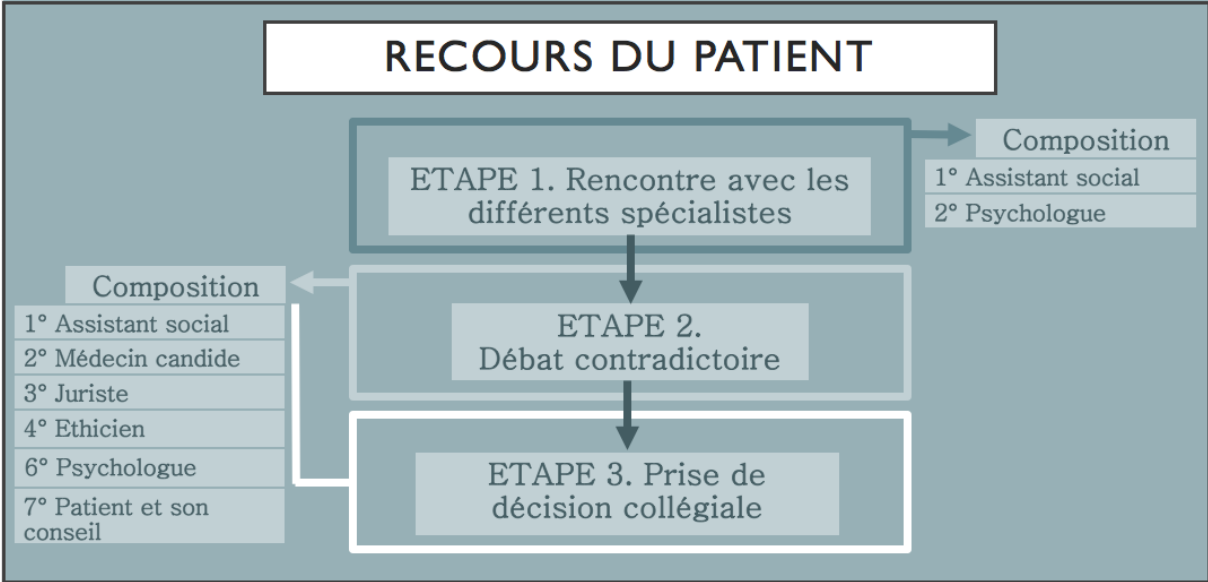 RECOURS DU PATIENT
ETAPE 1. Rencontre avec les
différents spécialistes
Composition
1° Assistant social
2° Psychologue
Composition
1° Assistant social
2° Médecin candide
3° Juriste
4° Ethicien
6° Psychologue
7° Patient et son
conseil
ETAPE 2.
Débat contradictoire
ETAPE 3. Prise de
décision collégiale